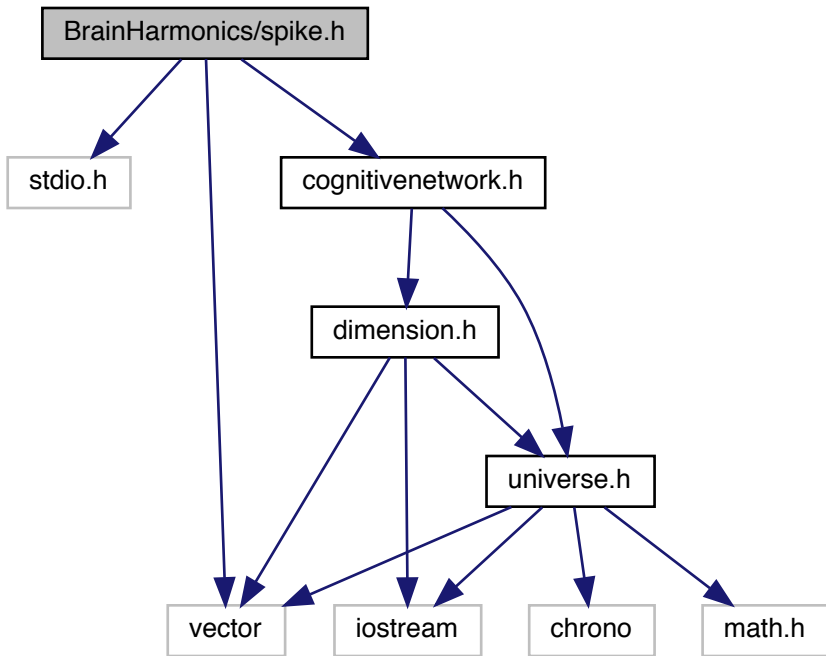 BrainHarmonics/spike.h
stdio.h
cognitivenetwork.h
dimension.h
universe.h
vector
iostream
chrono
math.h